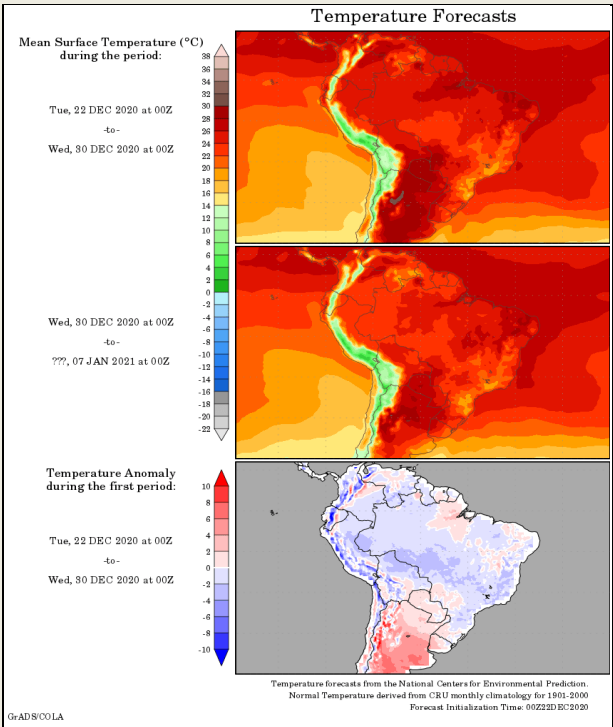 Temperature Forecasts
Mean Surface Temperature (°C)
during the period:
Tue, 22 DEC 2020 at 00Z
-to-
Wed, 30 DEC 2020 at 00Z
38
36
34
32
30
28
26
24
22
20
18
16
14
12
10
8
6
4
2
0
-2
-4
-6
-8
-10
-12
-14
-16
-18
-20
-22
Wed, 30 DEC 2020 at 00Z
-to-
???, 07 JAN 2021 at 00Z
Temperature Anomaly
during the first period:
Tue, 22 DEC 2020 at 00Z
-to-
Wed, 30 DEC 2020 at 00Z
10
8
6
4
2
0
-2
-4
-6
-8
-10
Temperature forecasts from the National Centers for Environmental Prediction.
Normal Temperature derived from CRU monthly climatology for 1901-2000
Forecast Initialization Time: 00Z22DEC2020
GrADS/COLA